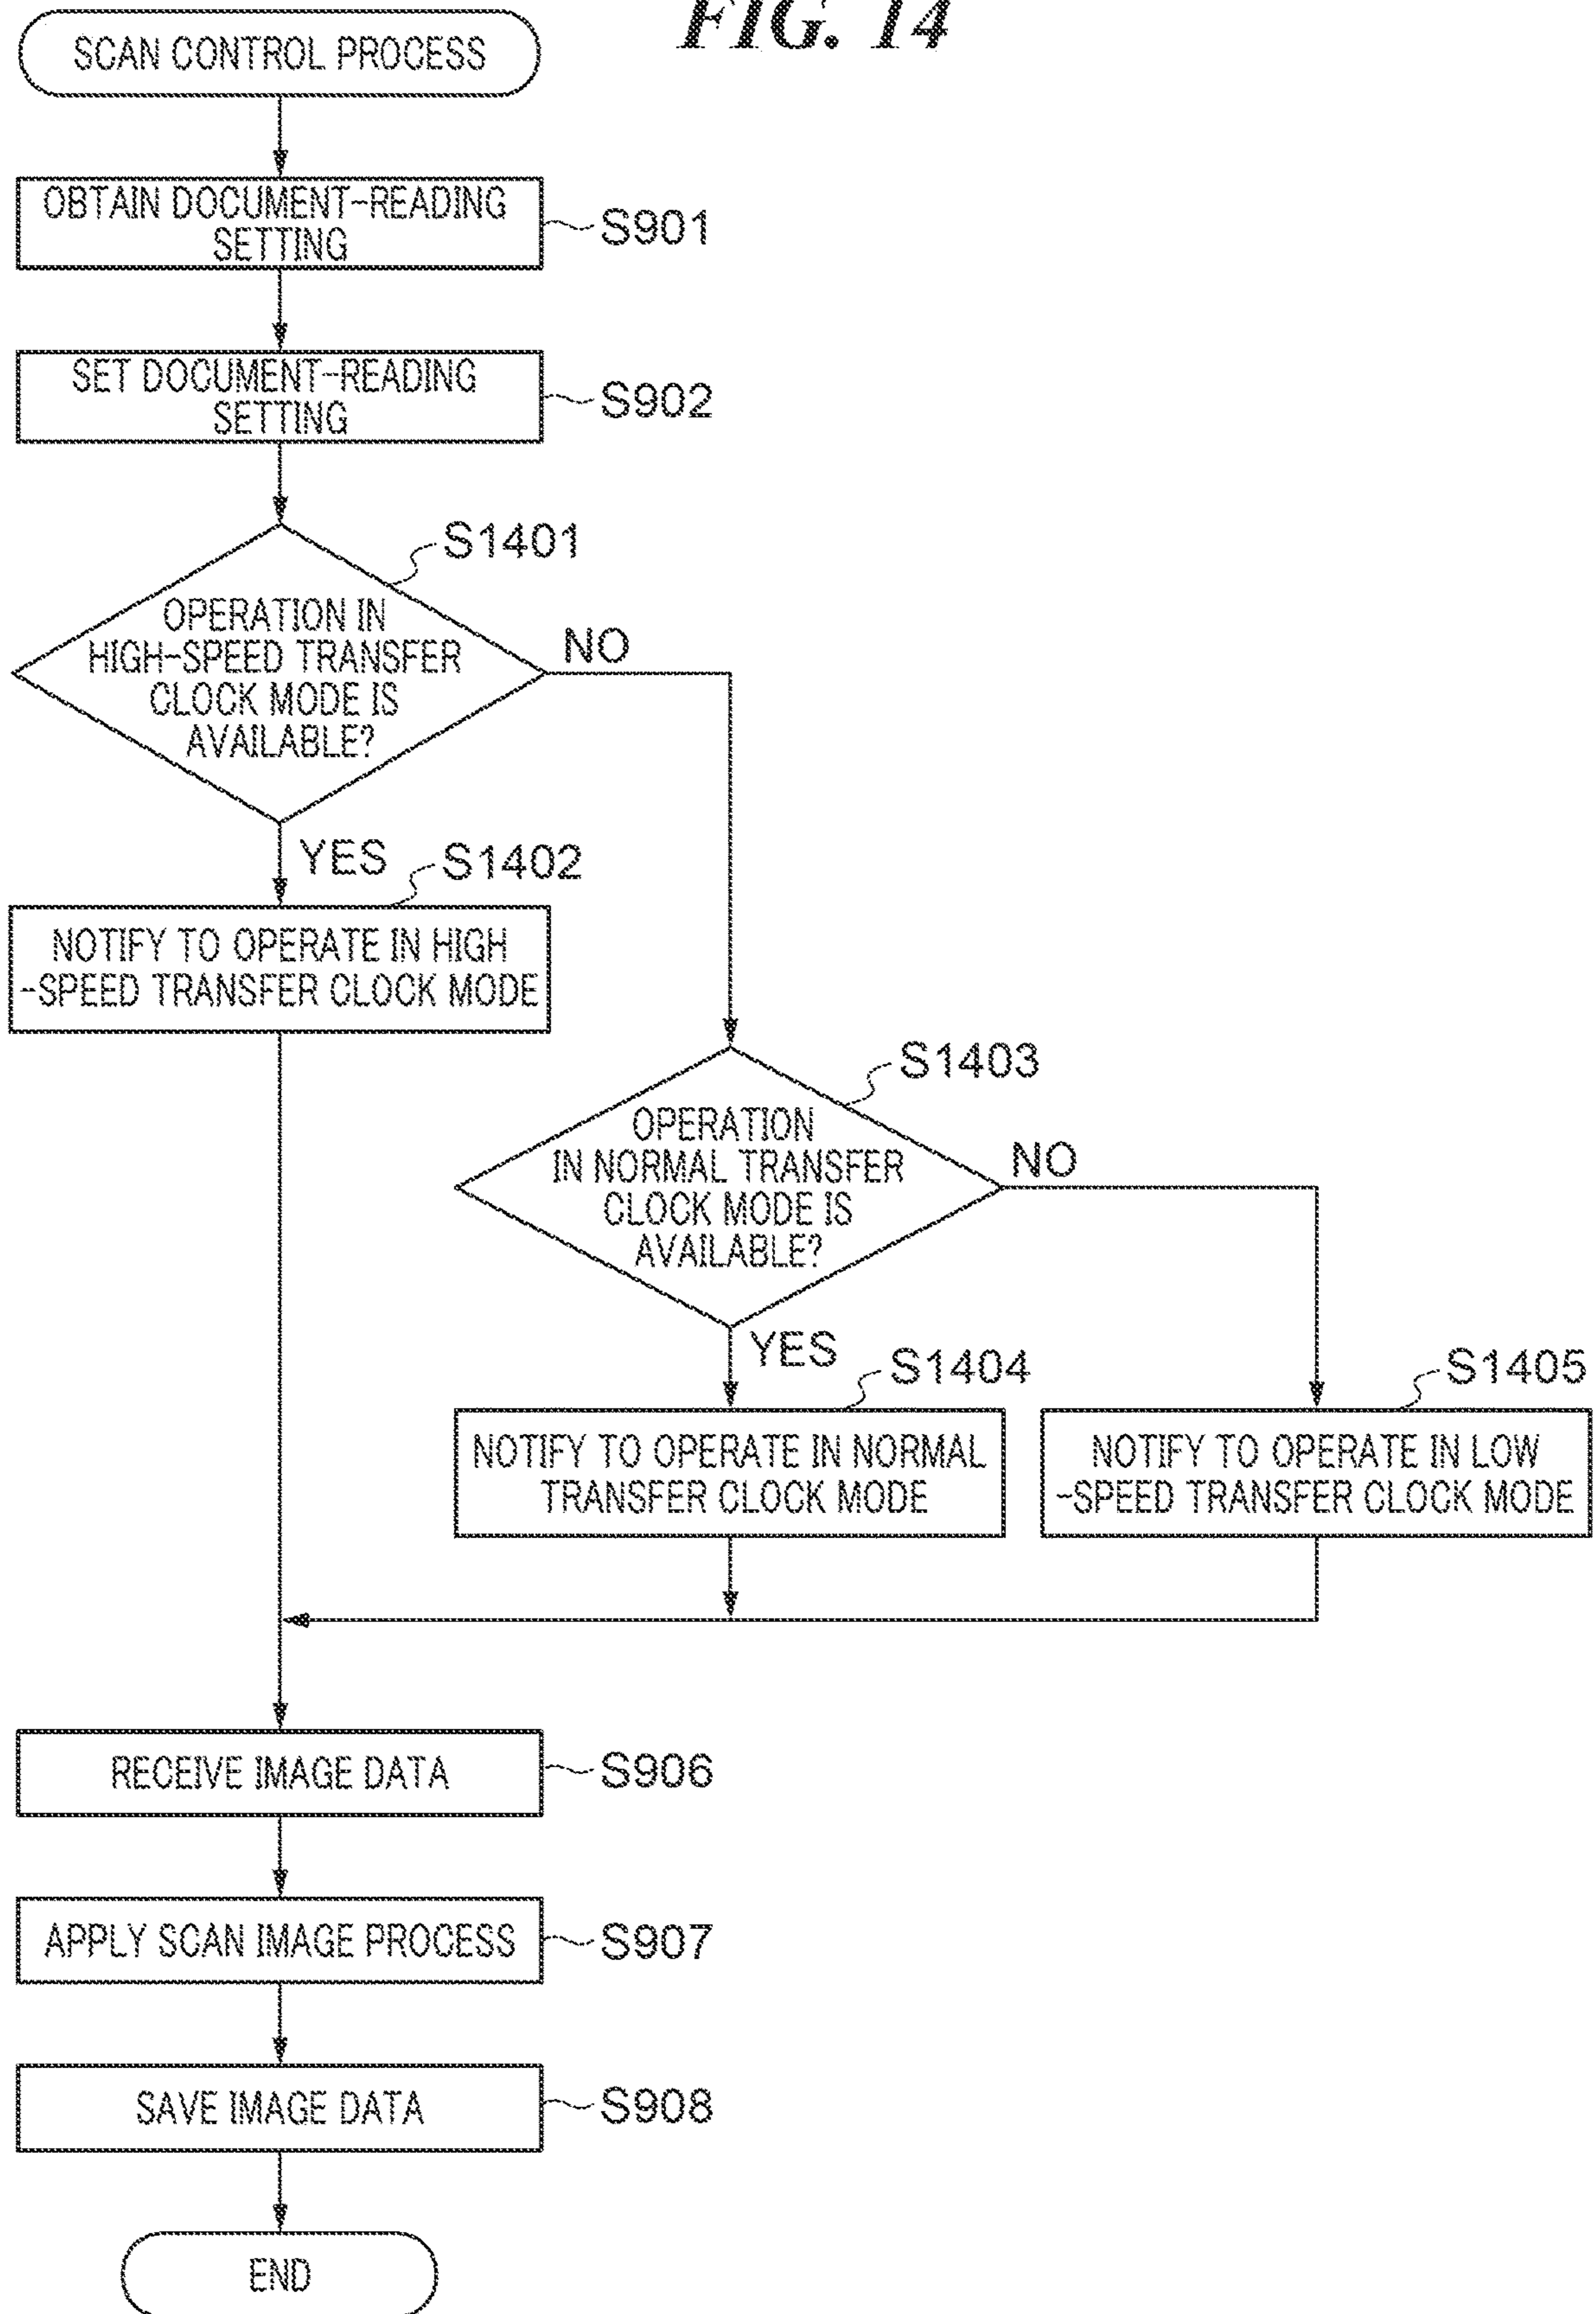 FIG. 14
SCAN CONTROL PROCESS
OBTAIN DOCUMENT-READING
SETTING
S901
SET DOCUMENT-READING
SETTING
S902
S1401
OPERATION IN
HIGH-SPEED TRANSFER
CLOCK MODE IS
AVAILABLE?
NO
YES
S1402
NOTIFY TO OPERATE IN HIGH
-SPEED TRANSFER CLOCK MODE
S1403
OPERATION
IN NORMAL TRANSFER
CLOCK MODE IS
AVAILABLE?
NO
YES
S1404
NOTIFY TO OPERATE IN NORMAL
TRANSFER CLOCK MODE
S1405
NOTIFY TO OPERATE IN LOW
-SPEED TRANSFER CLOCK MODE
RECEIVE IMAGE DATA
S906
APPLY SCAN IMAGE PROCESS
S907
SAVE IMAGE DATA
S908
END